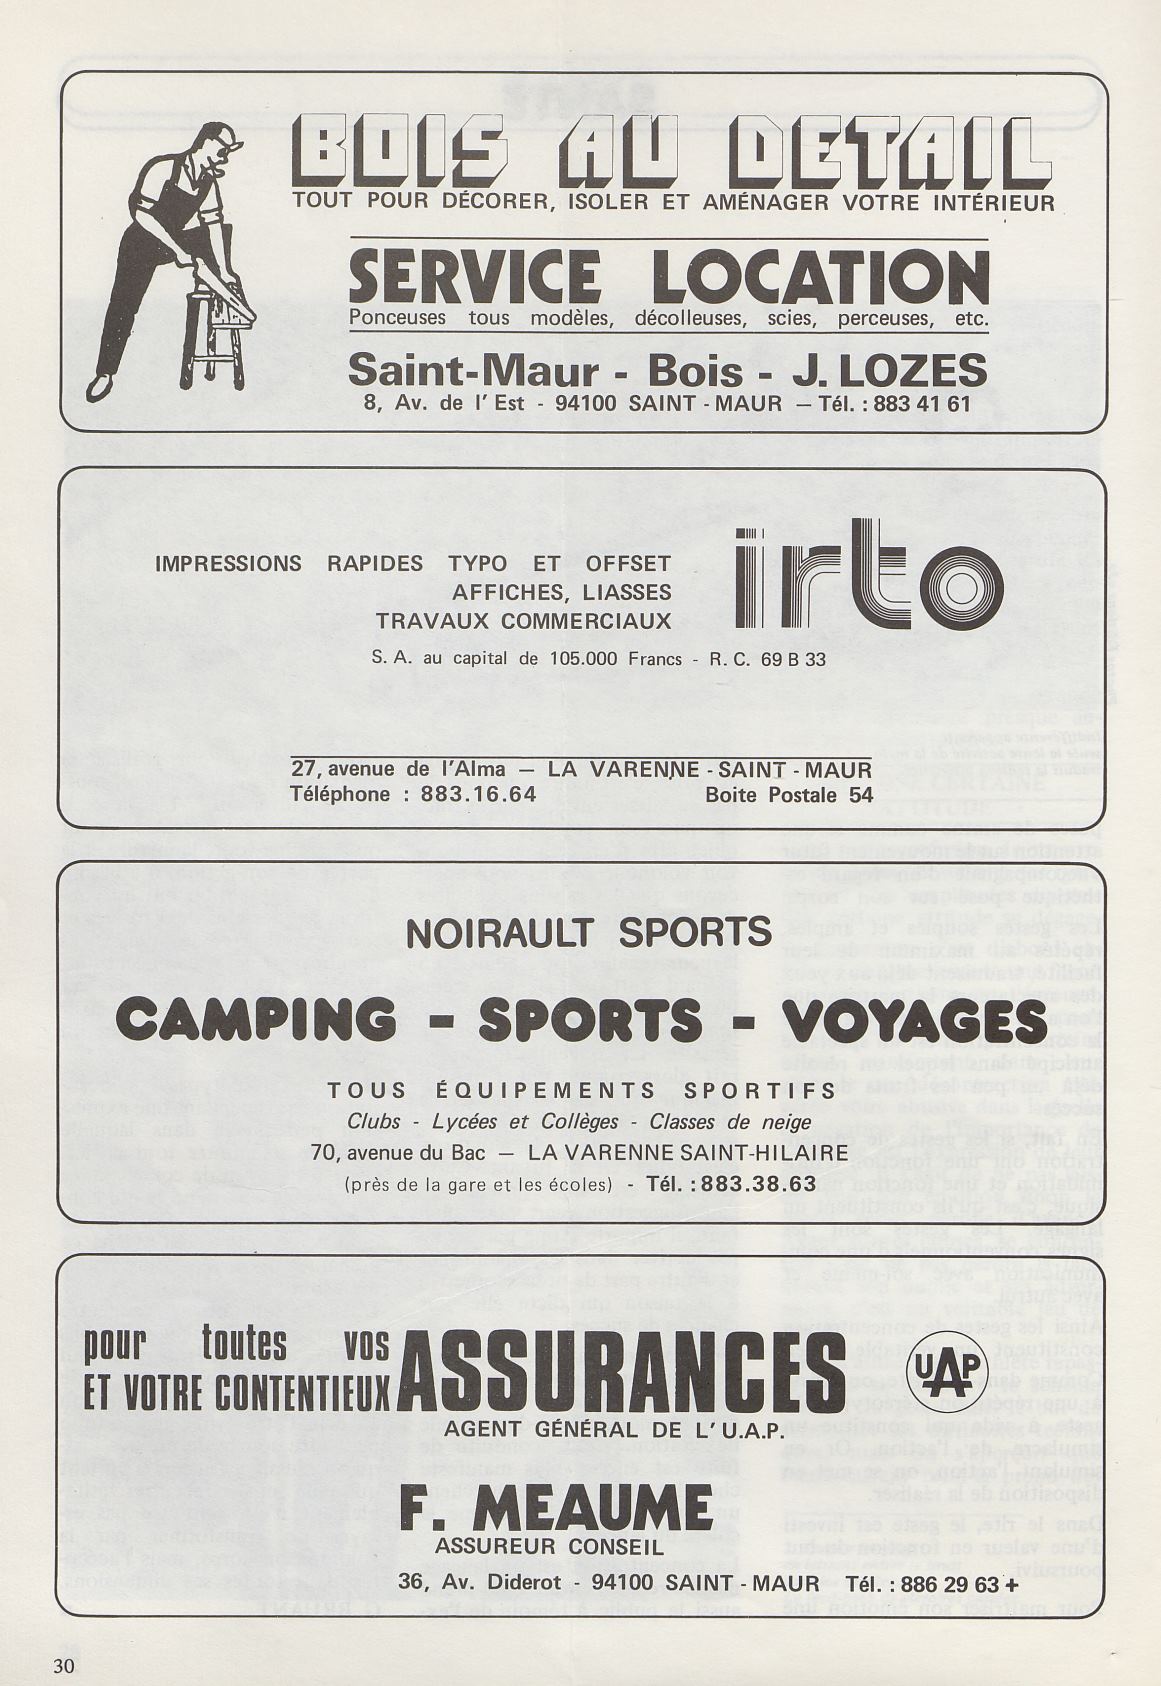 BOIS AU DETAIL
TOUT POUR DÉCORER, ISOLER ET AMÉNAGER VOTRE INTÉRIEUR
SERVICE LOCATION
Ponceuses tous modèles, décolleuses, scies, perceuses, etc.
Saint-Maur - Bois - J. LOZES
8, Av. de l'Est - 94100 SAINT-MAUR — Tél. : 883 41 61
irto
IMPRESSIONS RAPIDES TYPO ET OFFSET
AFFICHES, LIASSES
TRAVAUX COMMERCIAUX
S. A. au capital de 105.000 Francs - R. C. 69 B 33
27, avenue de l'Alma — LA VARENNE - SAINT - MAUR
Téléphone : 883.16.64 Boite Postale 54
NOIRAULT SPORTS
CAMPING - SPORTS - VOYAGES
TOUS ÉQUIPEMENTS SPORTIFS
Clubs - Lycées et Collèges - Classes de neige
70, avenue du Bac — LA VARENNE SAINT-HILAIRE
(près de la gare et les écoles) - Tél. : 883.38.63
pour toutes vos
ET VOTRE CONTENTIEUX
ASSURANCES
UAP
AGENT GÉNÉRAL DE L'U.A.P.
F. MEAUME
ASSUREUR CONSEIL
36, Av. Diderot - 94100 SAINT - MAUR Tél. : 886 29 63 +
30